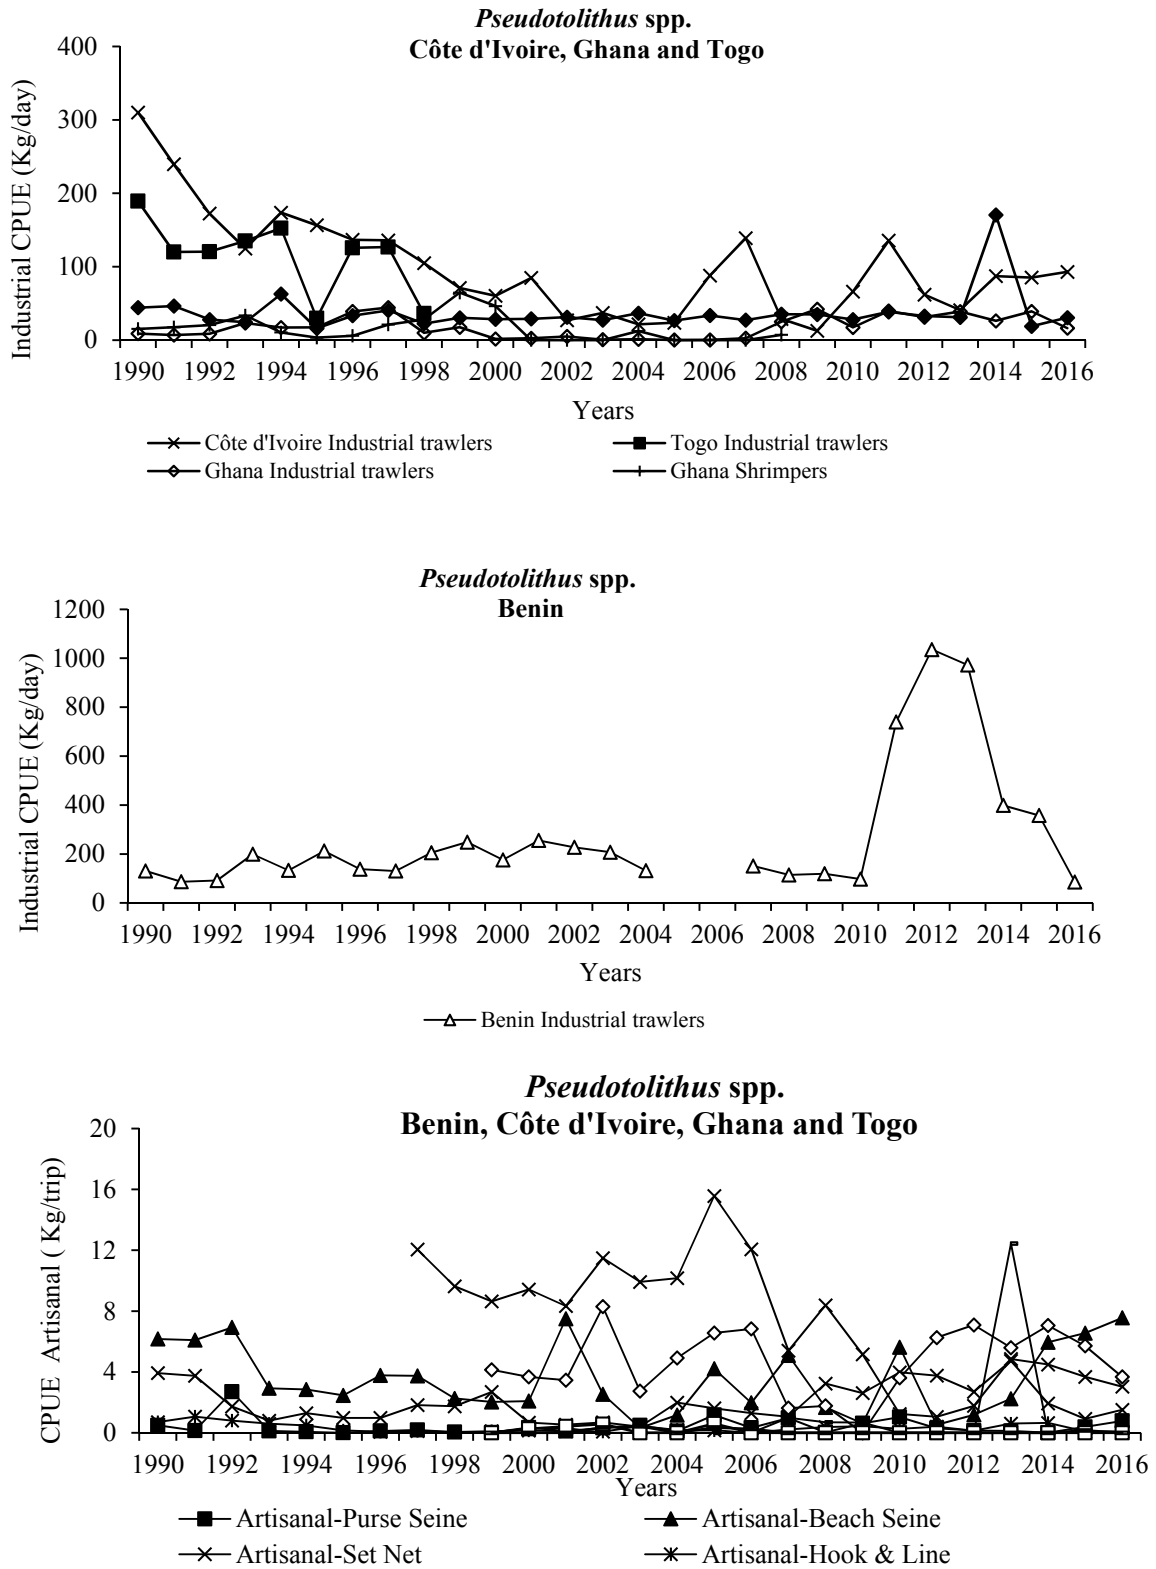 Pseudotolithus spp.
Côte d'Ivoire, Ghana and Togo
Industrial CPUE (Kg/day)
400
300
200
100
0
1990 1992 1994 1996 1998 2000 2002 2004 2006 2008 2010 2012 2014 2016
Years
Côte d'Ivoire Industrial trawlers
Togo Industrial trawlers
Ghana Industrial trawlers
Ghana Shrimpers
Pseudotolithus spp.
Benin
Industrial CPUE (Kg/day)
1200
1000
800
600
400
200
0
1990 1992 1994 1996 1998 2000 2002 2004 2006 2008 2010 2012 2014 2016
Years
Benin Industrial trawlers
Pseudotolithus spp.
Benin, Côte d'Ivoire, Ghana and Togo
CPUE Artisanal ( Kg/trip)
20
16
12
8
4
0
1990 1992 1994 1996 1998 2000 2002 2004 2006 2008 2010 2012 2014 2016
Years
Artisanal-Purse Seine
Artisanal-Beach Seine
Artisanal-Set Net
Artisanal-Hook & Line